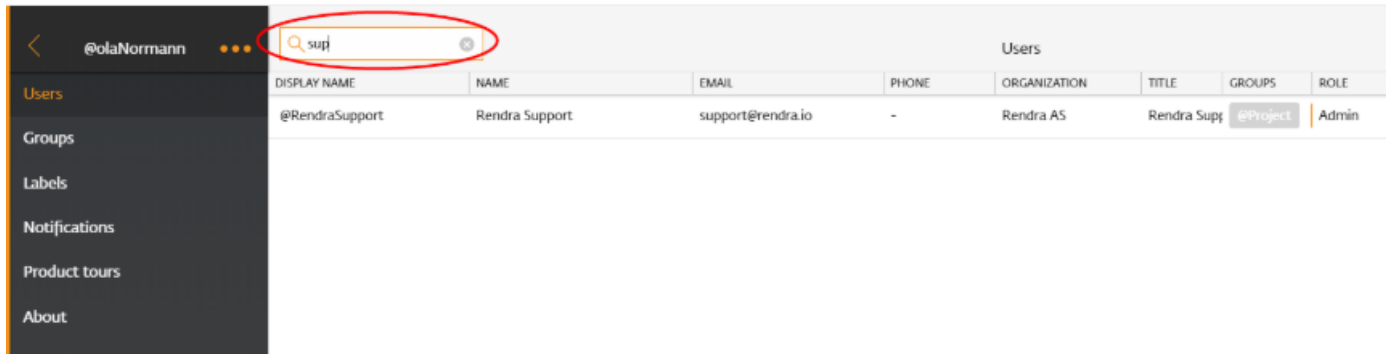 @olaNormann
sup
Users
DISPLAY NAME NAME EMAIL PHONE ORGANIZATION TITLE GROUPS ROLE
@RendraSupport Rendra Support support@rendra.io - Rendra AS Rendra Supp @Project Admin
Users
Groups
Labels
Notifications
Product tours
About